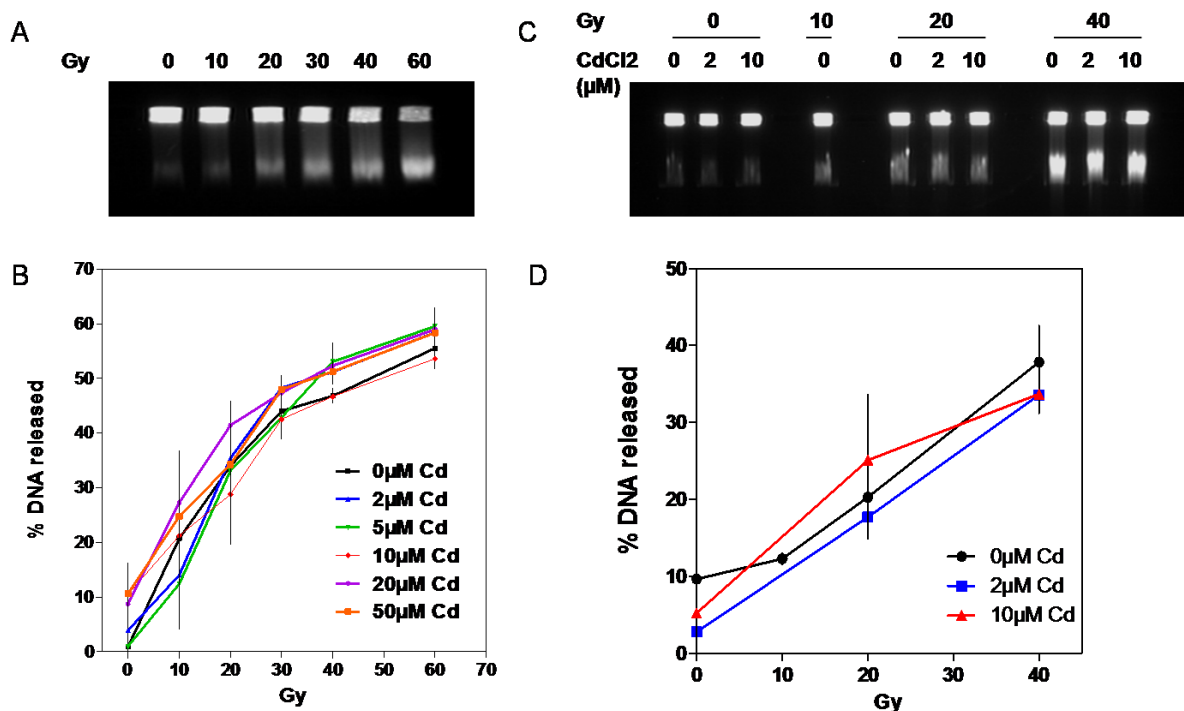 A
Gy 0 10 20 30 40 60
C
Gy 0 10 20 40
CdCl2 0 2 10 0 0 2 10 0 2 10
(µM)
B
70
60
50
40
30
20
10
0
% DNA released
0µM Cd
2µM Cd
5µM Cd
10µM Cd
20µM Cd
50µM Cd
0 10 20 30 40 50 60 70
Gy
D
50
40
30
20
10
0
% DNA released
0µM Cd
2µM Cd
10µM Cd
0 10 20 30 40
Gy